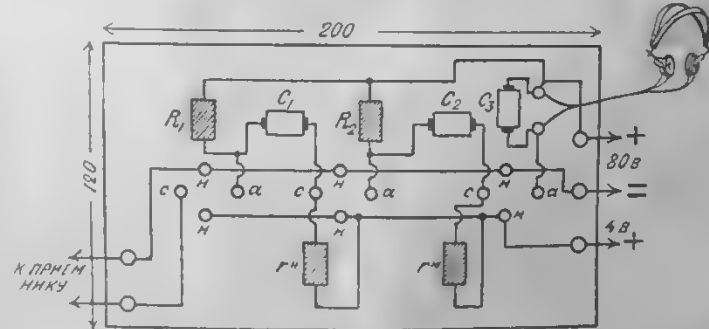 200
120
R₁
C₁
R₂
C₂
C₃
+
80в
=
4в
+
н
н
н
с
а
с
а
с
а
н
н
н
r"
r"
К ПРИЕМ
НИКУ